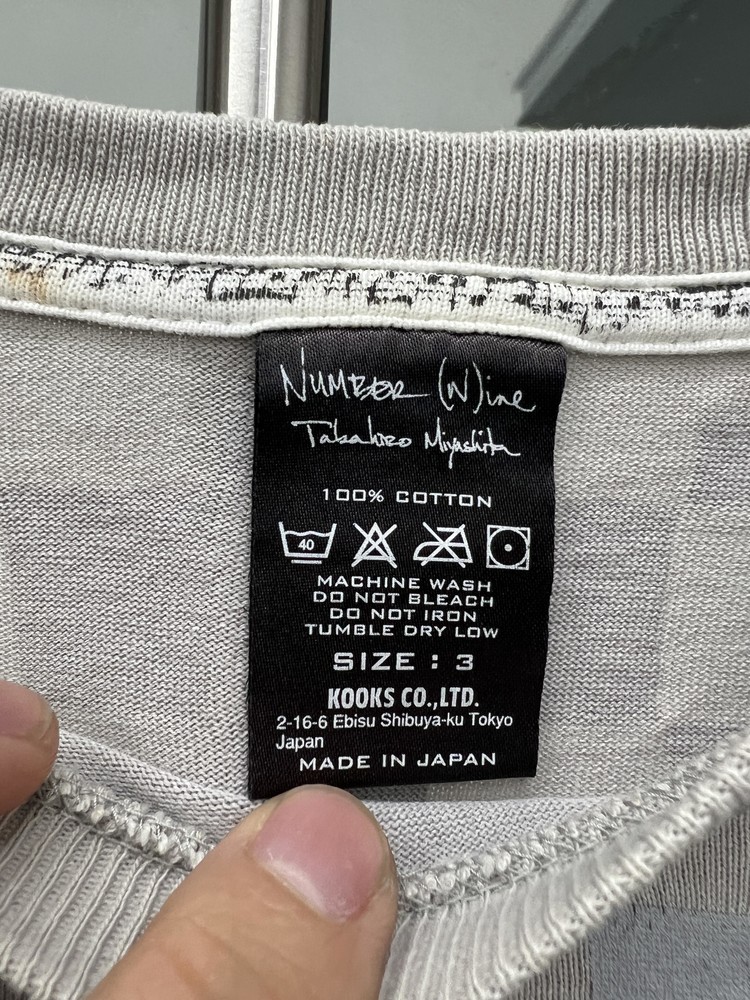 NUMBER (N)ine
Takahiro Miyashita
100% COTTON
40
MACHINE WASH
DO NOT BLEACH
DO NOT IRON
TUMBLE DRY LOW
SIZE : 3
KOOKS CO.,LTD.
2-16-6 Ebisu Shibuya-ku Tokyo
Japan
MADE IN JAPAN